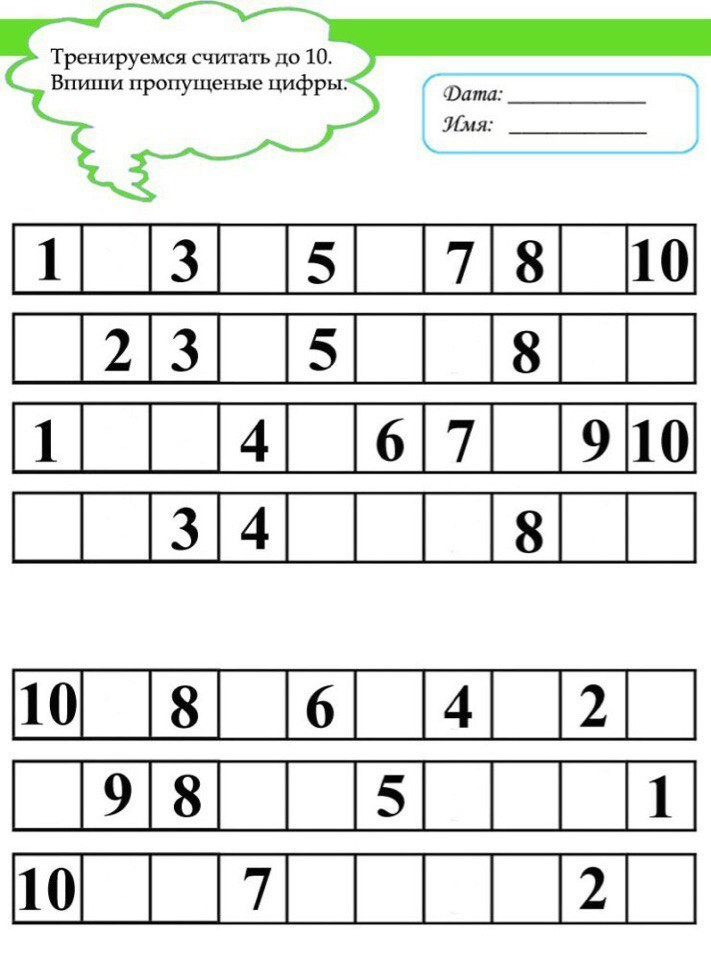 Тренируемся считать до 10.
Впиши пропущеные цифры.
Дата: ___________
Имя: ___________
1 3 5 7 8 10
2 3 5 8
1 4 6 7 9 10
3 4 8
10 8 6 4 2
9 8 5 1
10 7 2